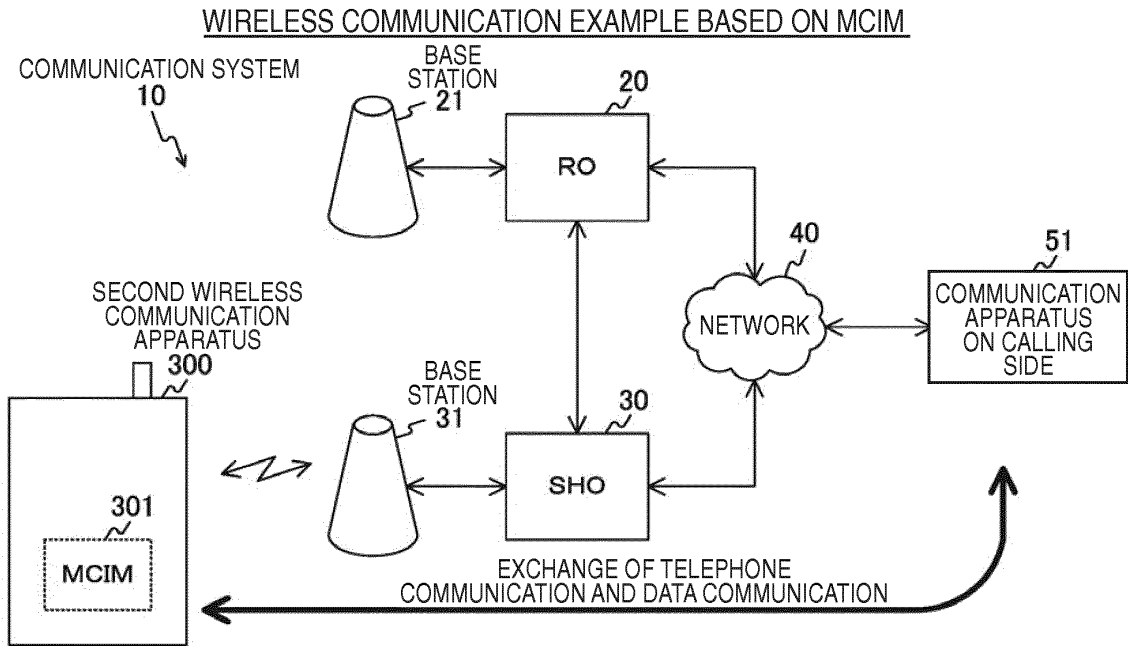 WIRELESS COMMUNICATION EXAMPLE BASED ON MCIM
COMMUNICATION SYSTEM
10
BASE
STATION
21
20
RO
40
NETWORK
51
COMMUNICATION
APPARATUS
ON CALLING
SIDE
SECOND WIRELESS
COMMUNICATION
APPARATUS
300
BASE
STATION
31
30
SHO
301
MCIM
EXCHANGE OF TELEPHONE
COMMUNICATION AND DATA COMMUNICATION